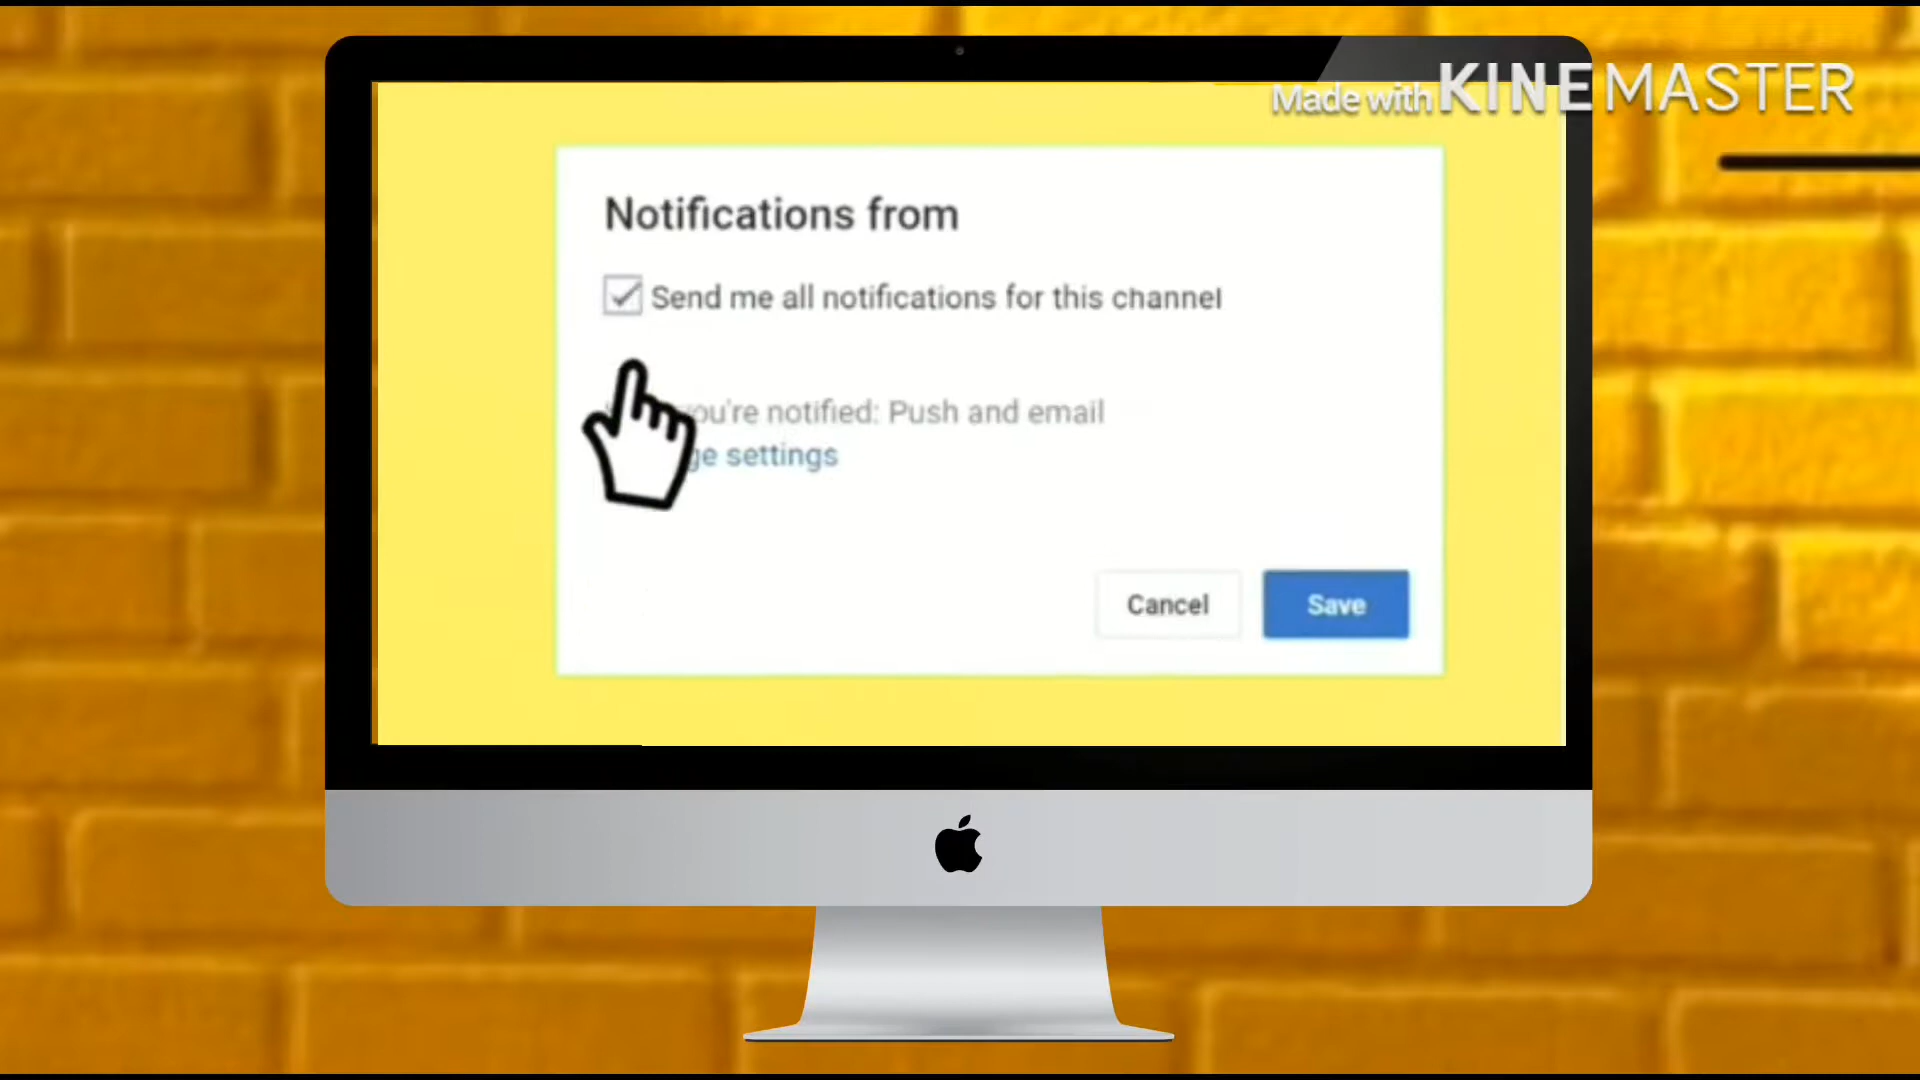 Made with KINEMASTER
Notifications from
Send me all notifications for this channel
you're notified: Push and email
settings
Cancel
Save